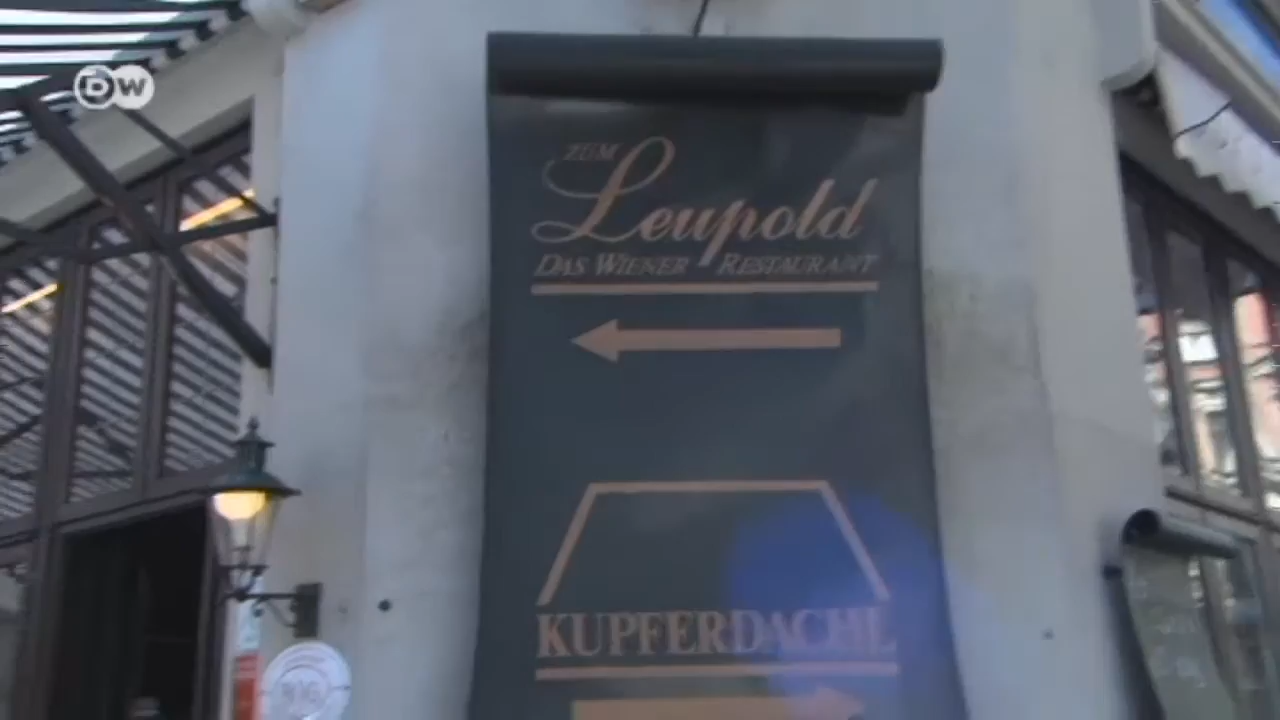 DW
ZUM
Leupold
DAS WIENER RESTAURANT
KUPFERDACHL